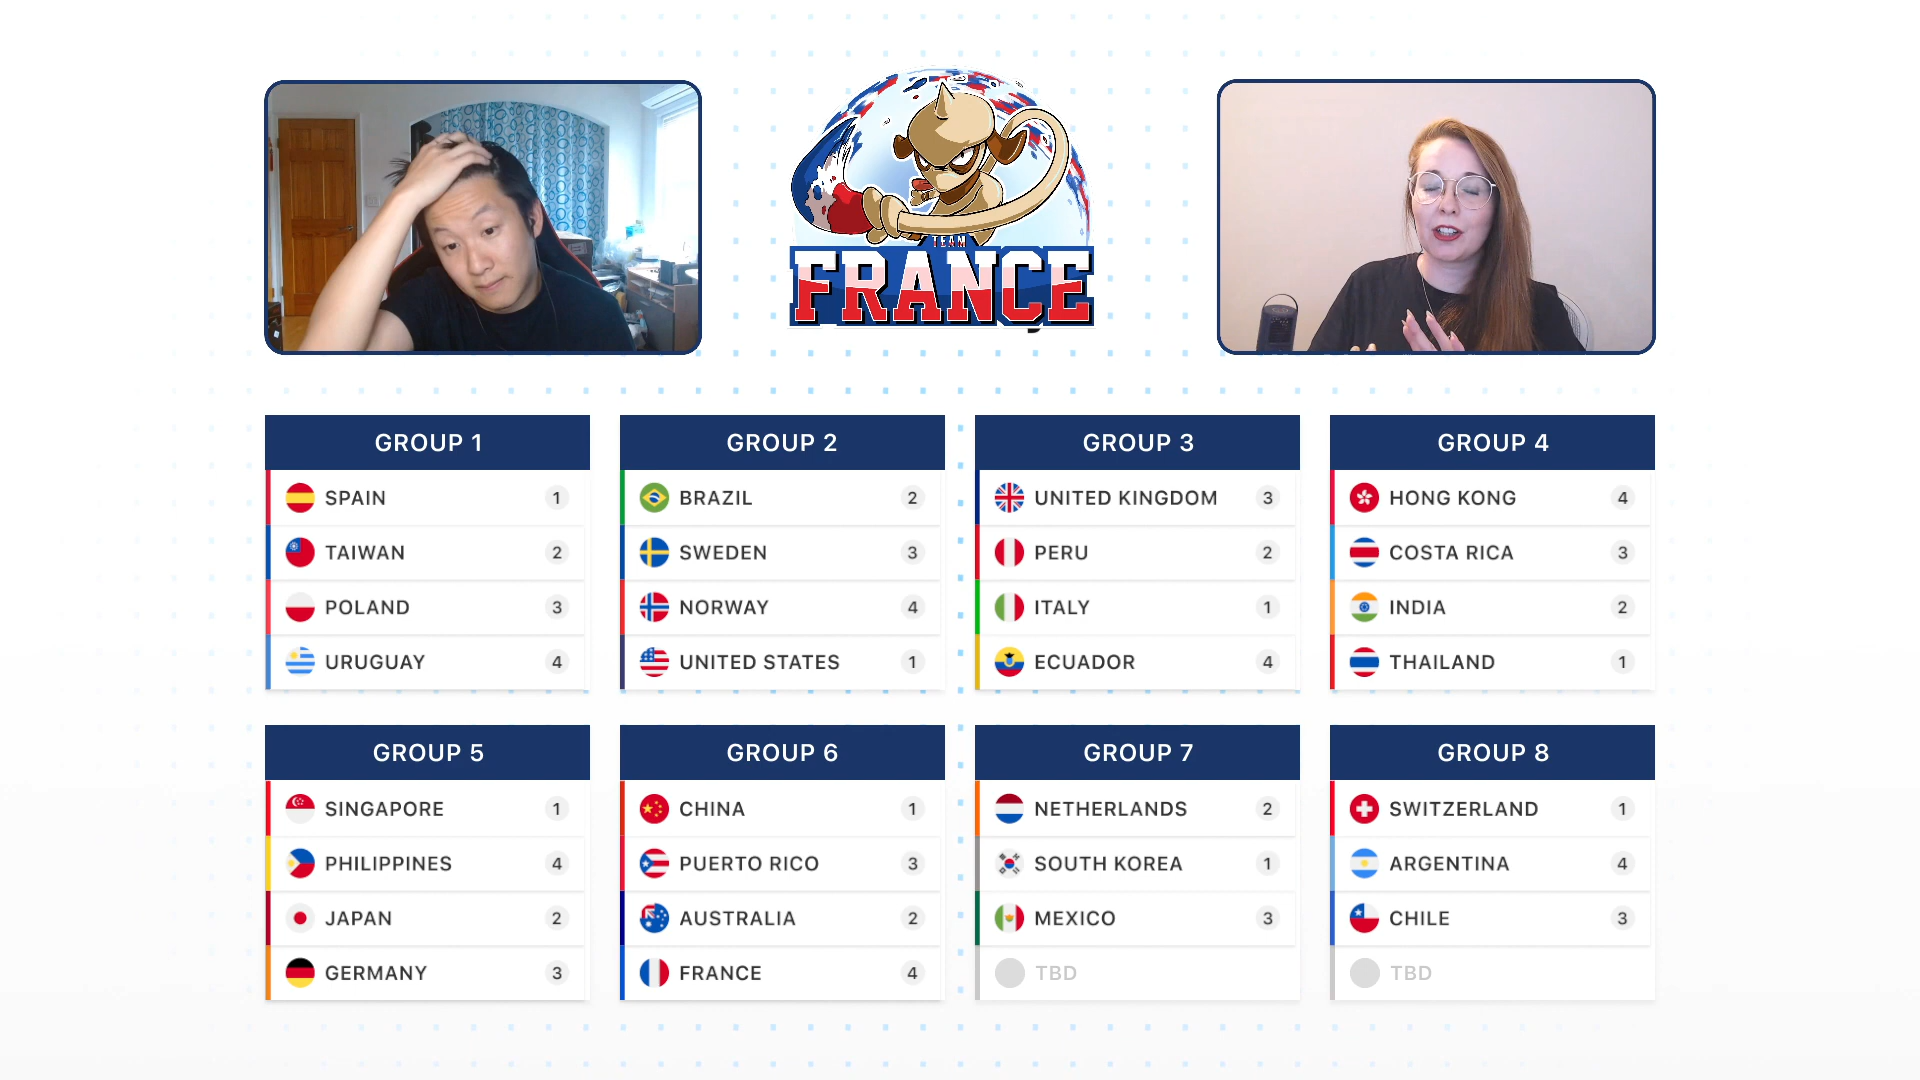 TEAM
FRANCE
GROUP 1
SPAIN 1
TAIWAN 2
POLAND 3
URUGUAY 4
GROUP 2
BRAZIL 2
SWEDEN 3
NORWAY 4
UNITED STATES 1
GROUP 3
UNITED KINGDOM 3
PERU 2
ITALY 1
ECUADOR 4
GROUP 4
HONG KONG 4
COSTA RICA 3
INDIA 2
THAILAND 1
GROUP 5
SINGAPORE 1
PHILIPPINES 4
JAPAN 2
GERMANY 3
GROUP 6
CHINA 1
PUERTO RICO 3
AUSTRALIA 2
FRANCE 4
GROUP 7
NETHERLANDS 2
SOUTH KOREA 1
MEXICO 3
TBD
GROUP 8
SWITZERLAND 1
ARGENTINA 4
CHILE 3
TBD